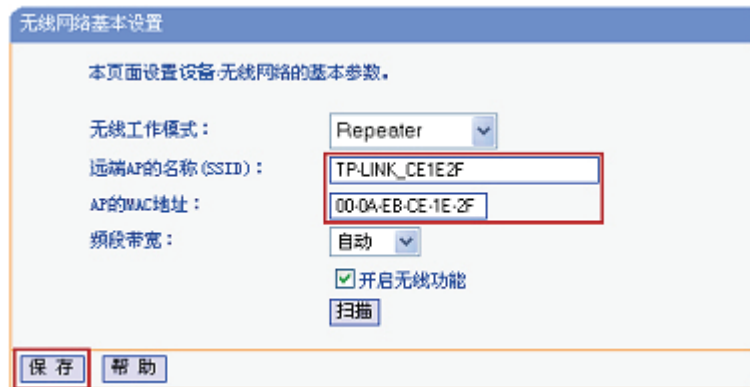 无线网络基本设置
本页面设置设备无线网络的基本参数。
无线工作模式： Repeater
远端AP的名称(SSID)： TP-LINK_CE1E2F
AP的MAC地址： 00-0A-EB-CE-1E-2F
频段带宽： 自动
开启无线功能
扫描
保存 帮助